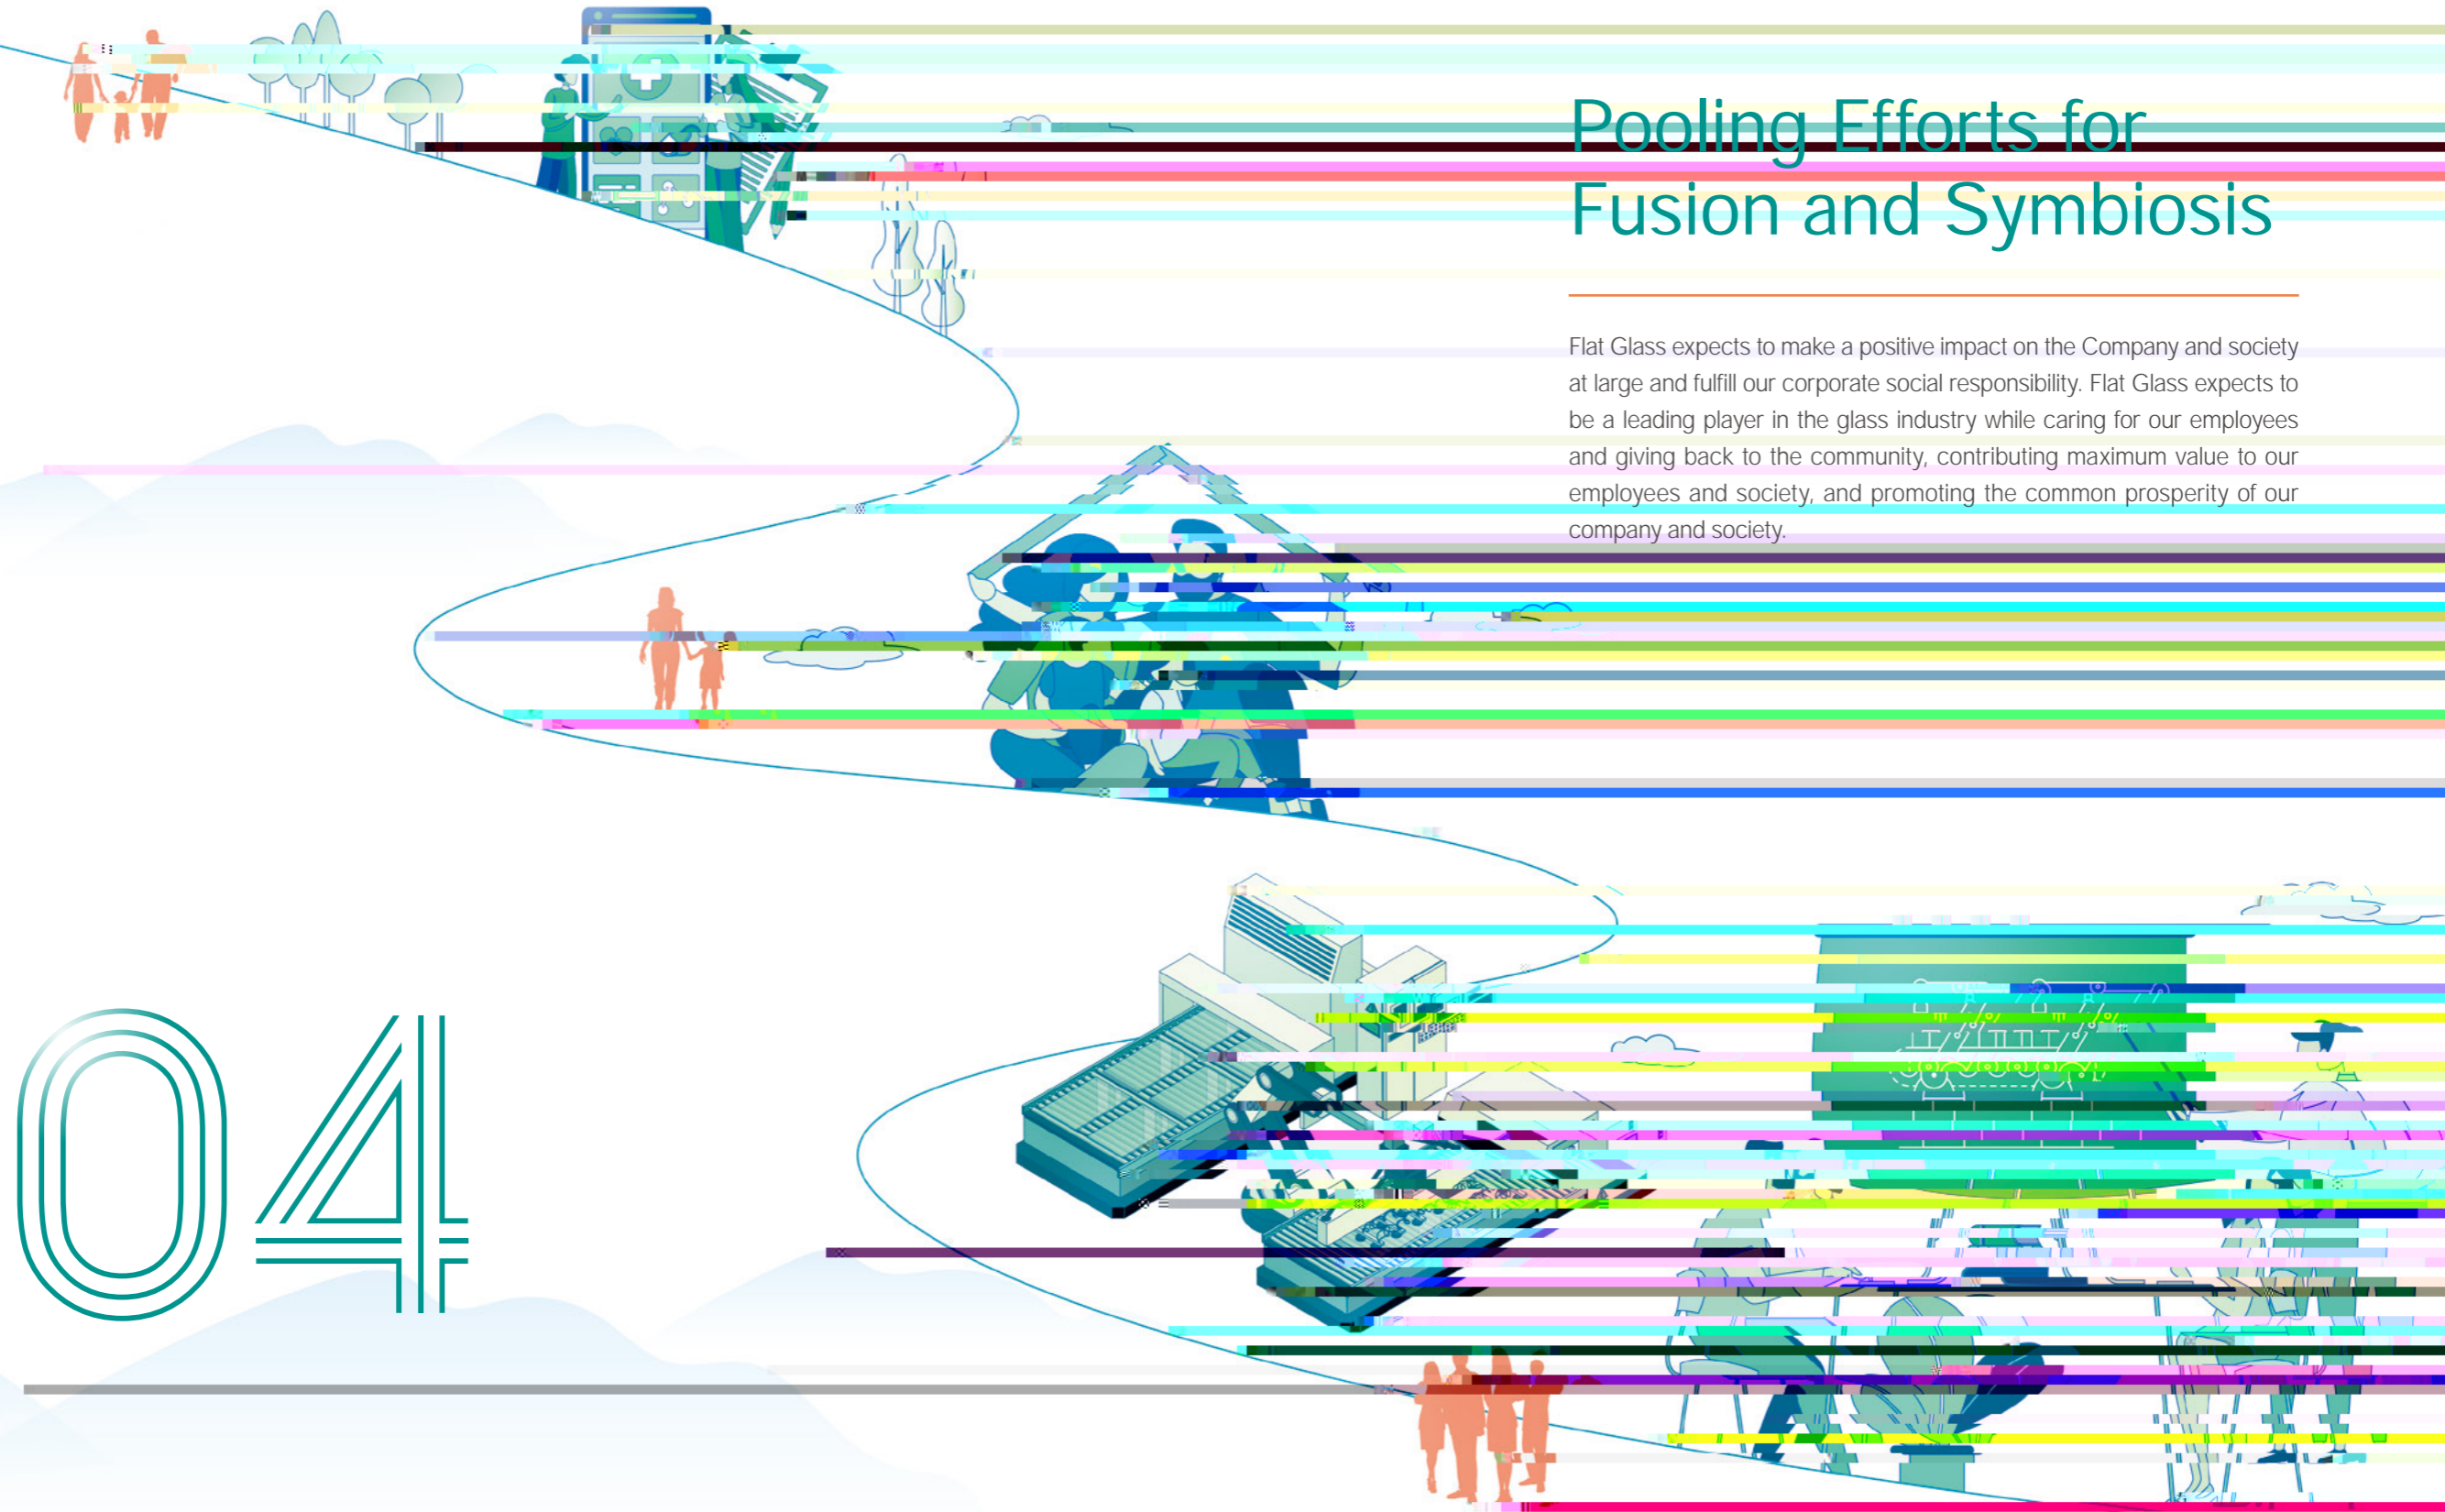 Pooling Efforts for
Fusion and Symbiosis
Flat Glass expects to make a positive impact on the Company and society
at large and fulfill our corporate social responsibility. Flat Glass expects to
be a leading player in the glass industry while caring for our employees
and giving back to the community, contributing maximum value to our
employees and society, and promoting the common prosperity of our
company and society.
04